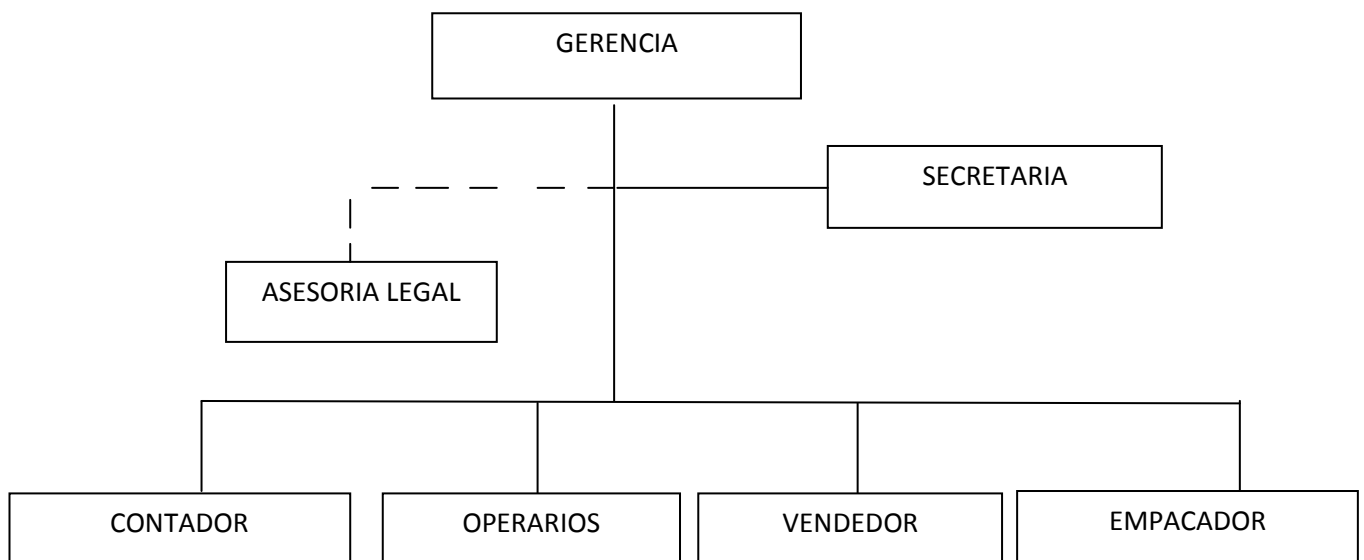 GERENCIA
SECRETARIA
ASESORIA LEGAL
CONTADOR
OPERARIOS
VENDEDOR
EMPACADOR